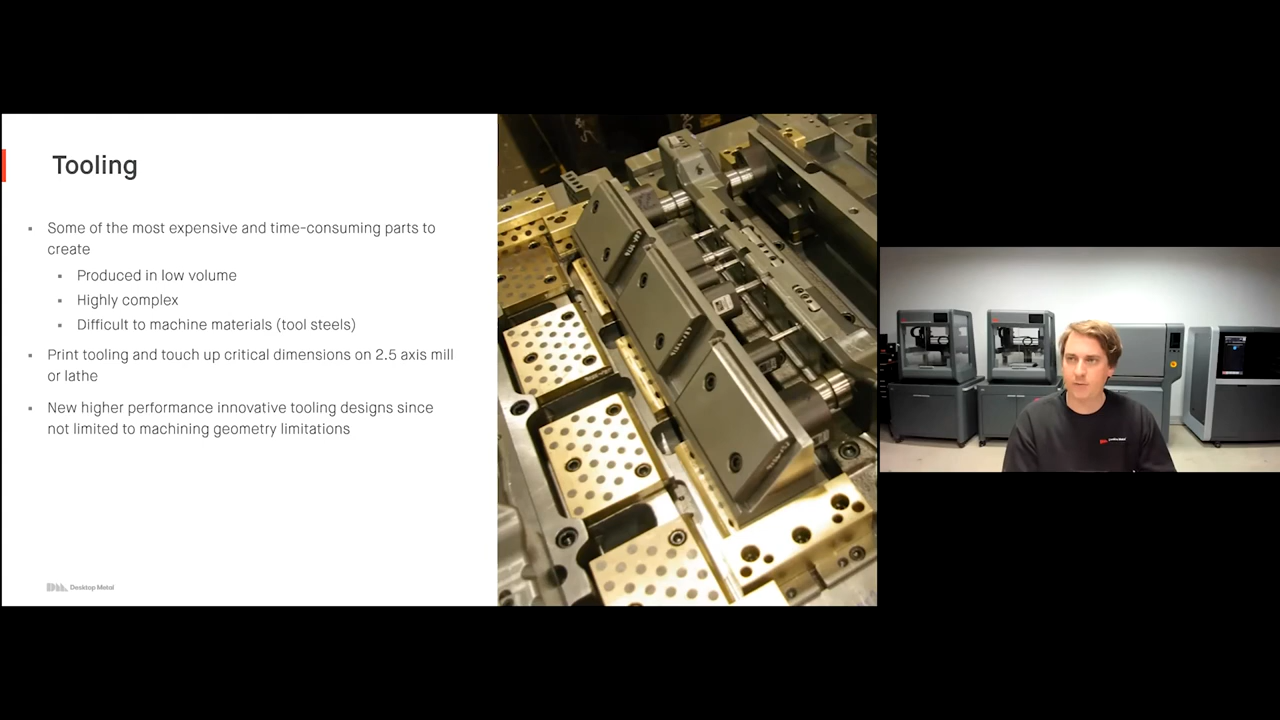 Tooling
▪ Some of the most expensive and time-consuming parts to
create
▪ Produced in low volume
▪ Highly complex
▪ Difficult to machine materials (tool steels)
▪ Print tooling and touch up critical dimensions on 2.5 axis mill
or lathe
▪ New higher performance innovative tooling designs since
not limited to machining geometry limitations
DM. Desktop Metal